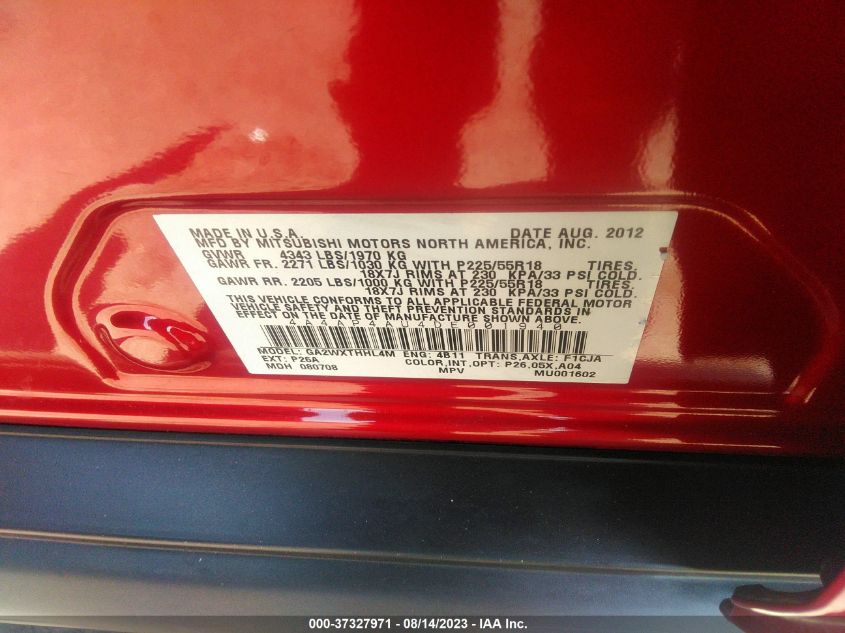 MADE IN U.S.A. DATE AUG. 2012
MFD BY MITSUBISHI MOTORS NORTH AMERICA, INC.
GVWR 4343 LBS/1970 KG
GAWR FR. 2271 LBS/1030 KG WITH P225/55R18 TIRES,
18X7J RIMS AT 230 KPA/33 PSI COLD.
GAWR RR. 2205 LBS/1000 KG WITH P225/55R18 TIRES,
18X7J RIMS AT 230 KPA/33 PSI COLD.
THIS VEHICLE CONFORMS TO ALL APPLICABLE FEDERAL MOTOR
VEHICLE SAFETY AND THEFT PREVENTION STANDARDS IN
EFFECT ON THE DATE OF MANUFACTURE SHOWN ABOVE.
4A4AP4AU4DE001940
MODEL: GA2WXTHHL4M ENG: 4B11 TRANS,AXLE: F1CJA
EXT: P26A COLOR,INT,OPT: P26,05X,A04
MDH 080708 MPV MU001602
000-37327971 | 08/14/2023 - IAA Inc.